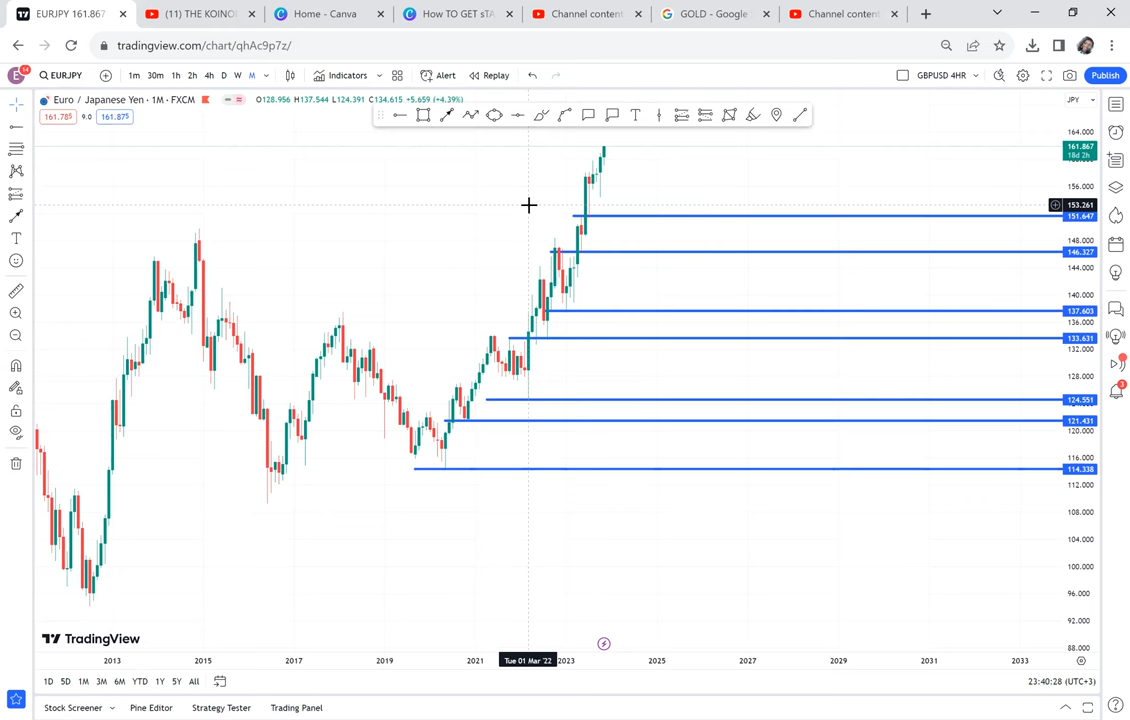 EURJPY 161.867
(11) THE KOINO
Home - Canva
How TO GET sTA
Channel content
GOLD - Google
Channel content
tradingview.com/chart/qhAc9p7z/
E 14 EURJPY 1m 30m 1h 2h 4h D W M Indicators Alert Replay GBPUSD 4HR Publish
Euro / Japanese Yen · 1M · FXCM O128.956 H137.544 L124.391 C134.615 +5.659 (+4.39%) JPY
161.785 9.0 161.875
164.000
161.867
18d 2h
156.000
153.261
151.647
148.000
146.327
144.000
140.000
137.603
136.000
133.631
132.000
128.000
124.551
121.431
120.000
116.000
114.338
112.000
108.000
104.000
100.000
96.000
92.000
88.000
TradingView
2013 2015 2017 2019 2021 Tue 01 Mar '22 2023 2025 2027 2029 2031 2033
1D 5D 1M 3M 6M YTD 1Y 5Y All 23:40:28 (UTC+3)
Stock Screener Pine Editor Strategy Tester Trading Panel
3